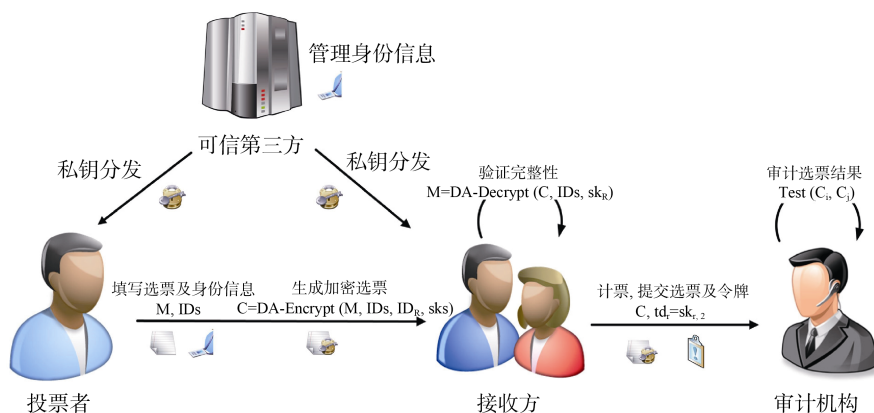 管理身份信息
可信第三方
私钥分发
私钥分发
验证完整性
M=DA-Decrypt (C, IDs, skR)
审计选票结果
Test (Ci, Cj)
填写选票及身份信息
M, IDs
生成加密选票
C=DA-Encrypt (M, IDs, IDR, sks)
计票, 提交选票及令牌
C, tdr=skr, 2
投票者
接收方
审计机构